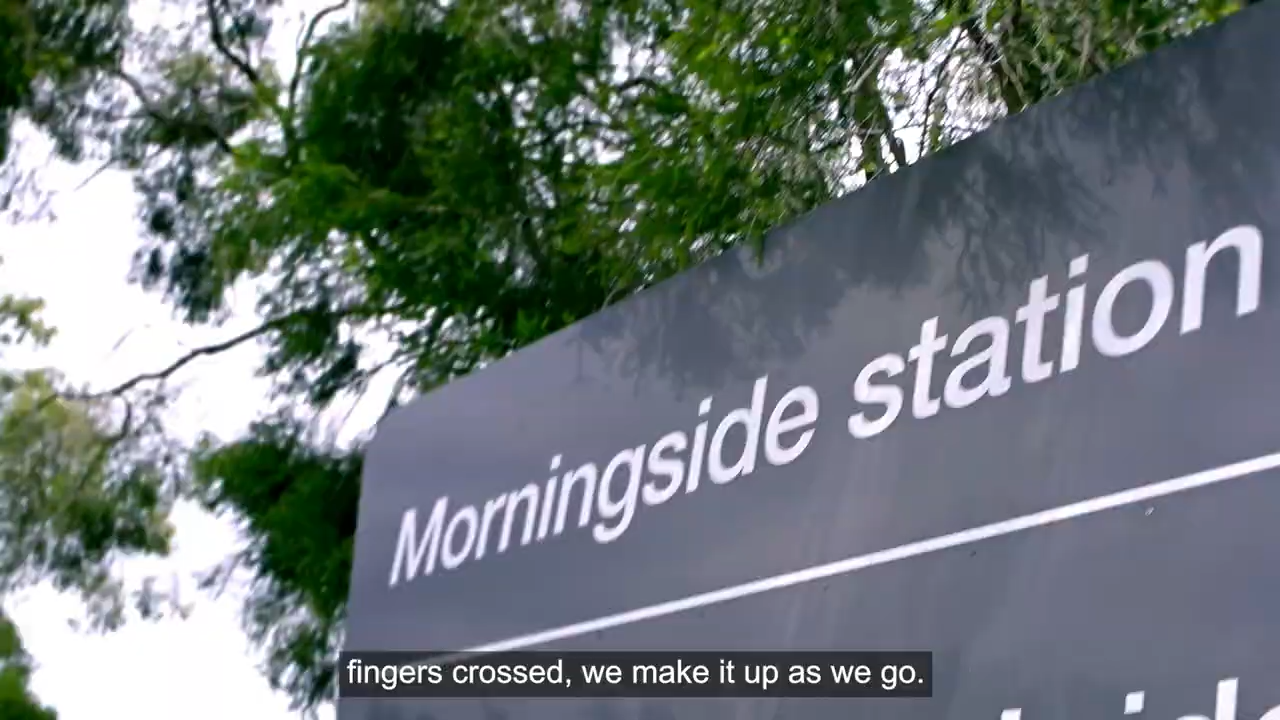 Morningside station
fingers crossed, we make it up as we go.